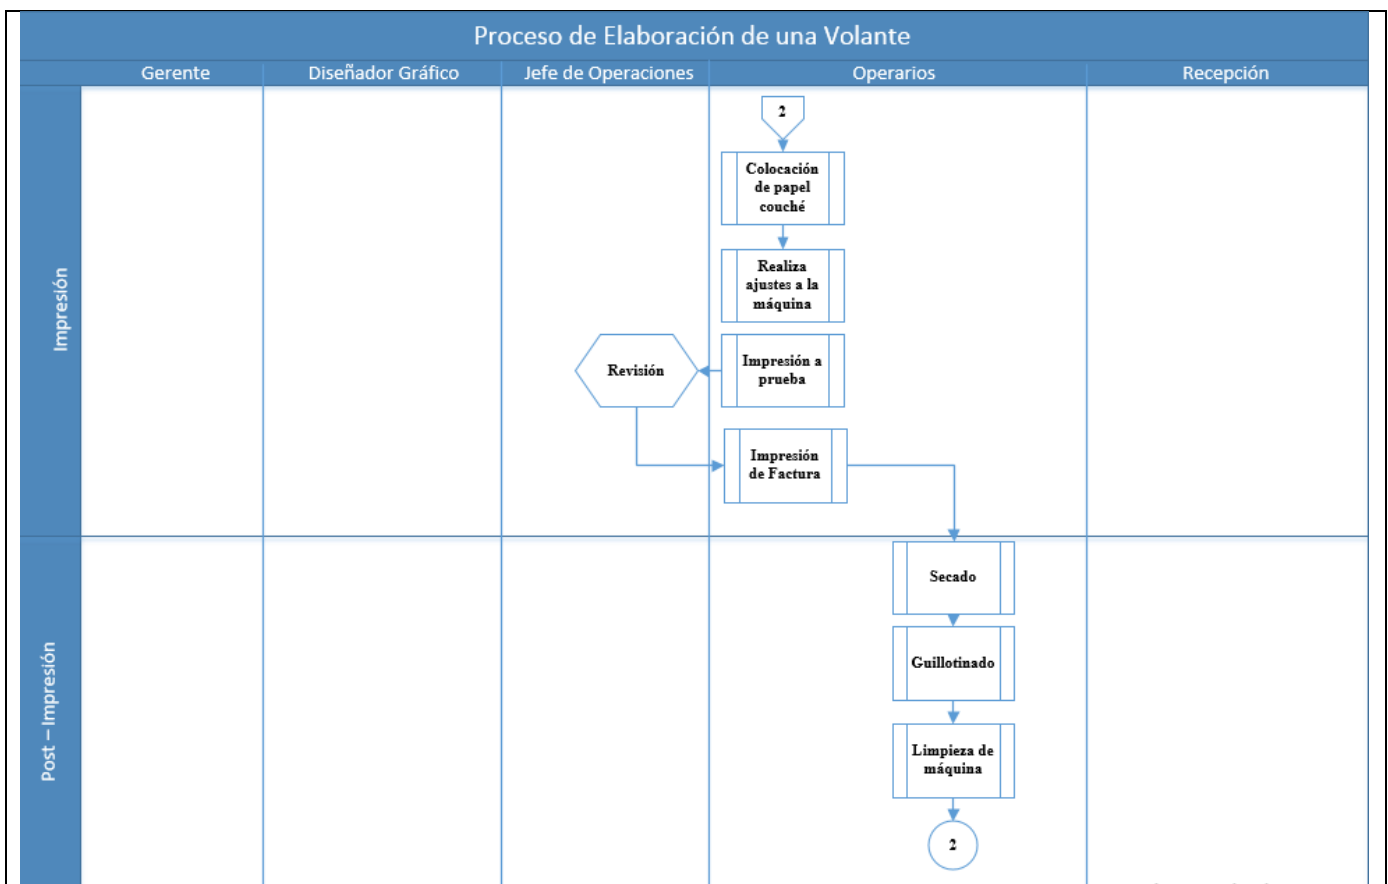 Proceso de Elaboración de una Volante
Gerente
Diseñador Gráfico
Jefe de Operaciones
Operarios
Recepción
Impresión
2
Colocación
de papel
couché
Realiza
ajustes a la
máquina
Impresión a
prueba
Revisión
Impresión
de Factura
Post – Impresión
Secado
Guillotinado
Limpieza de
máquina
2